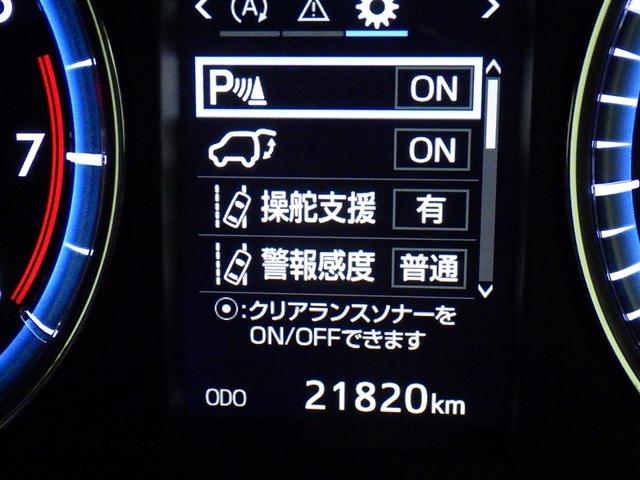 A
P ON
ON
操舵支援 有
警報感度 普通
7
⦿:クリアランスソナーを
ON/OFFできます
ODO 21820km